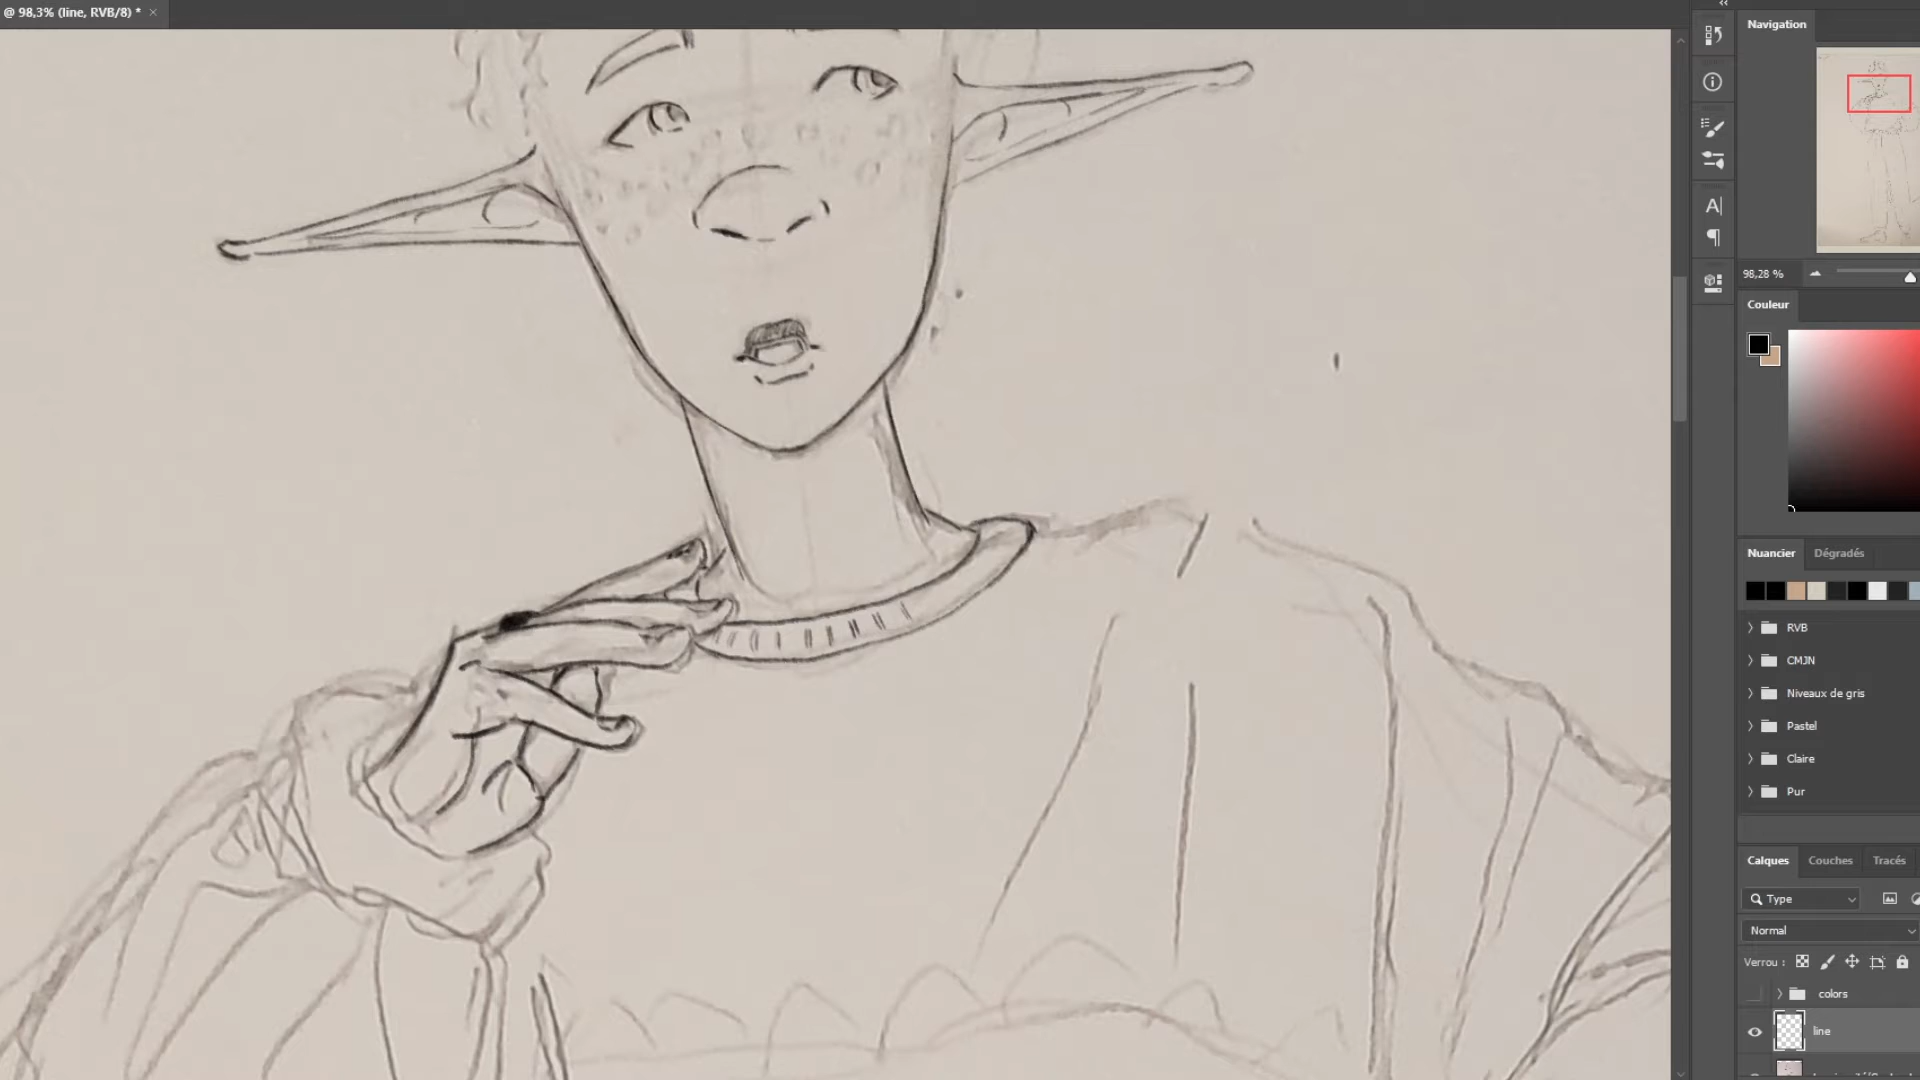 @ 98,3% (line, RVB/8) *
Navigation
98,28 %
Couleur
Nuancier Dégradés
RVB
CMJN
Niveaux de gris
Pastel
Claire
Pur
Calques Couches Tracés
Type
Normal
Verrou :
colors
line